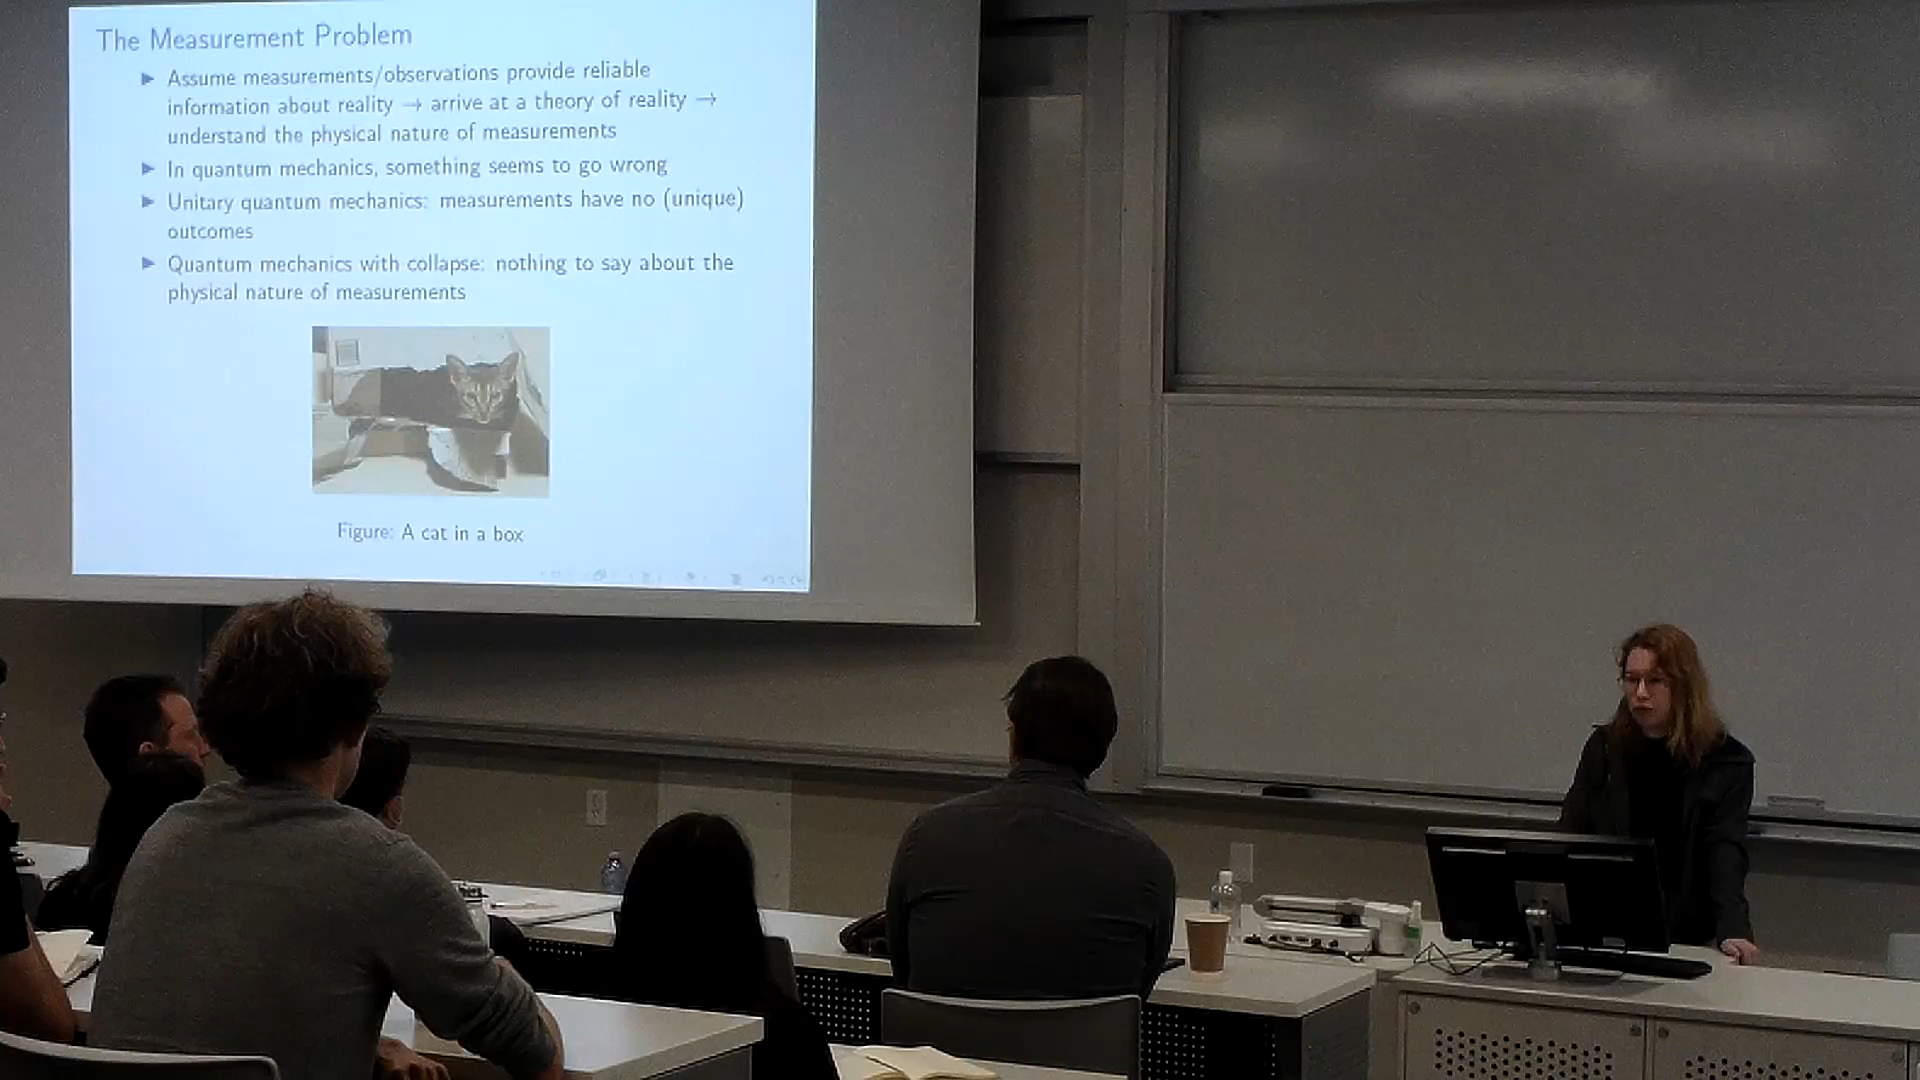 The Measurement Problem
▶ Assume measurements/observations provide reliable
information about reality → arrive at a theory of reality →
understand the physical nature of measurements
▶ In quantum mechanics, something seems to go wrong
▶ Unitary quantum mechanics: measurements have no (unique)
outcomes
▶ Quantum mechanics with collapse: nothing to say about the
physical nature of measurements
Figure: A cat in a box